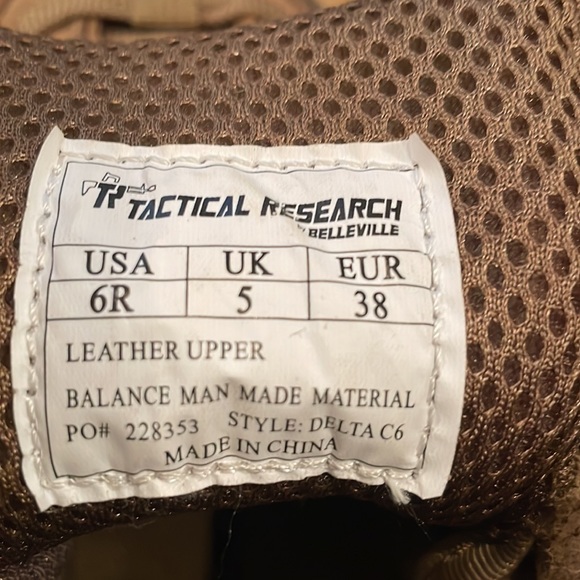 TR TACTICAL RESEARCH
BY BELLEVILLE
USA UK EUR
6R 5 38
LEATHER UPPER
BALANCE MAN MADE MATERIAL
PO# 228353 STYLE: DELTA C6
MADE IN CHINA